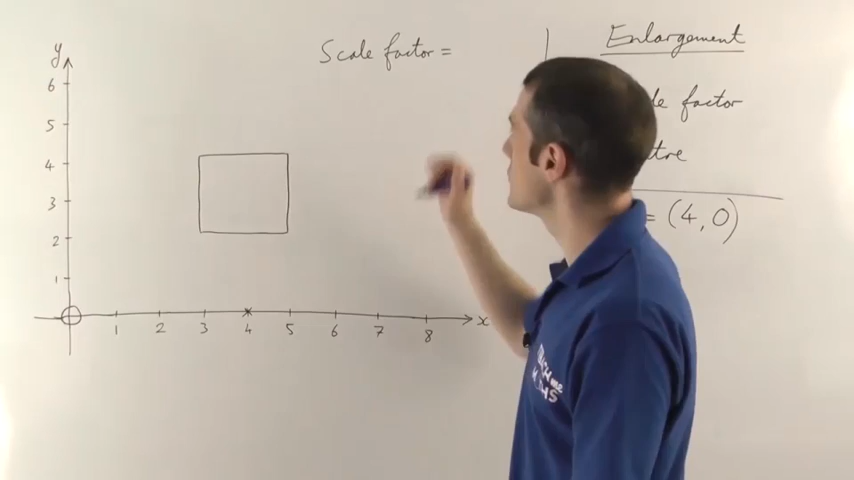 y
Scale factor =
Enlargement
6
factor
5
4
3
= (4,0)
2
1
1 2 3 4 5 6 7 8 x